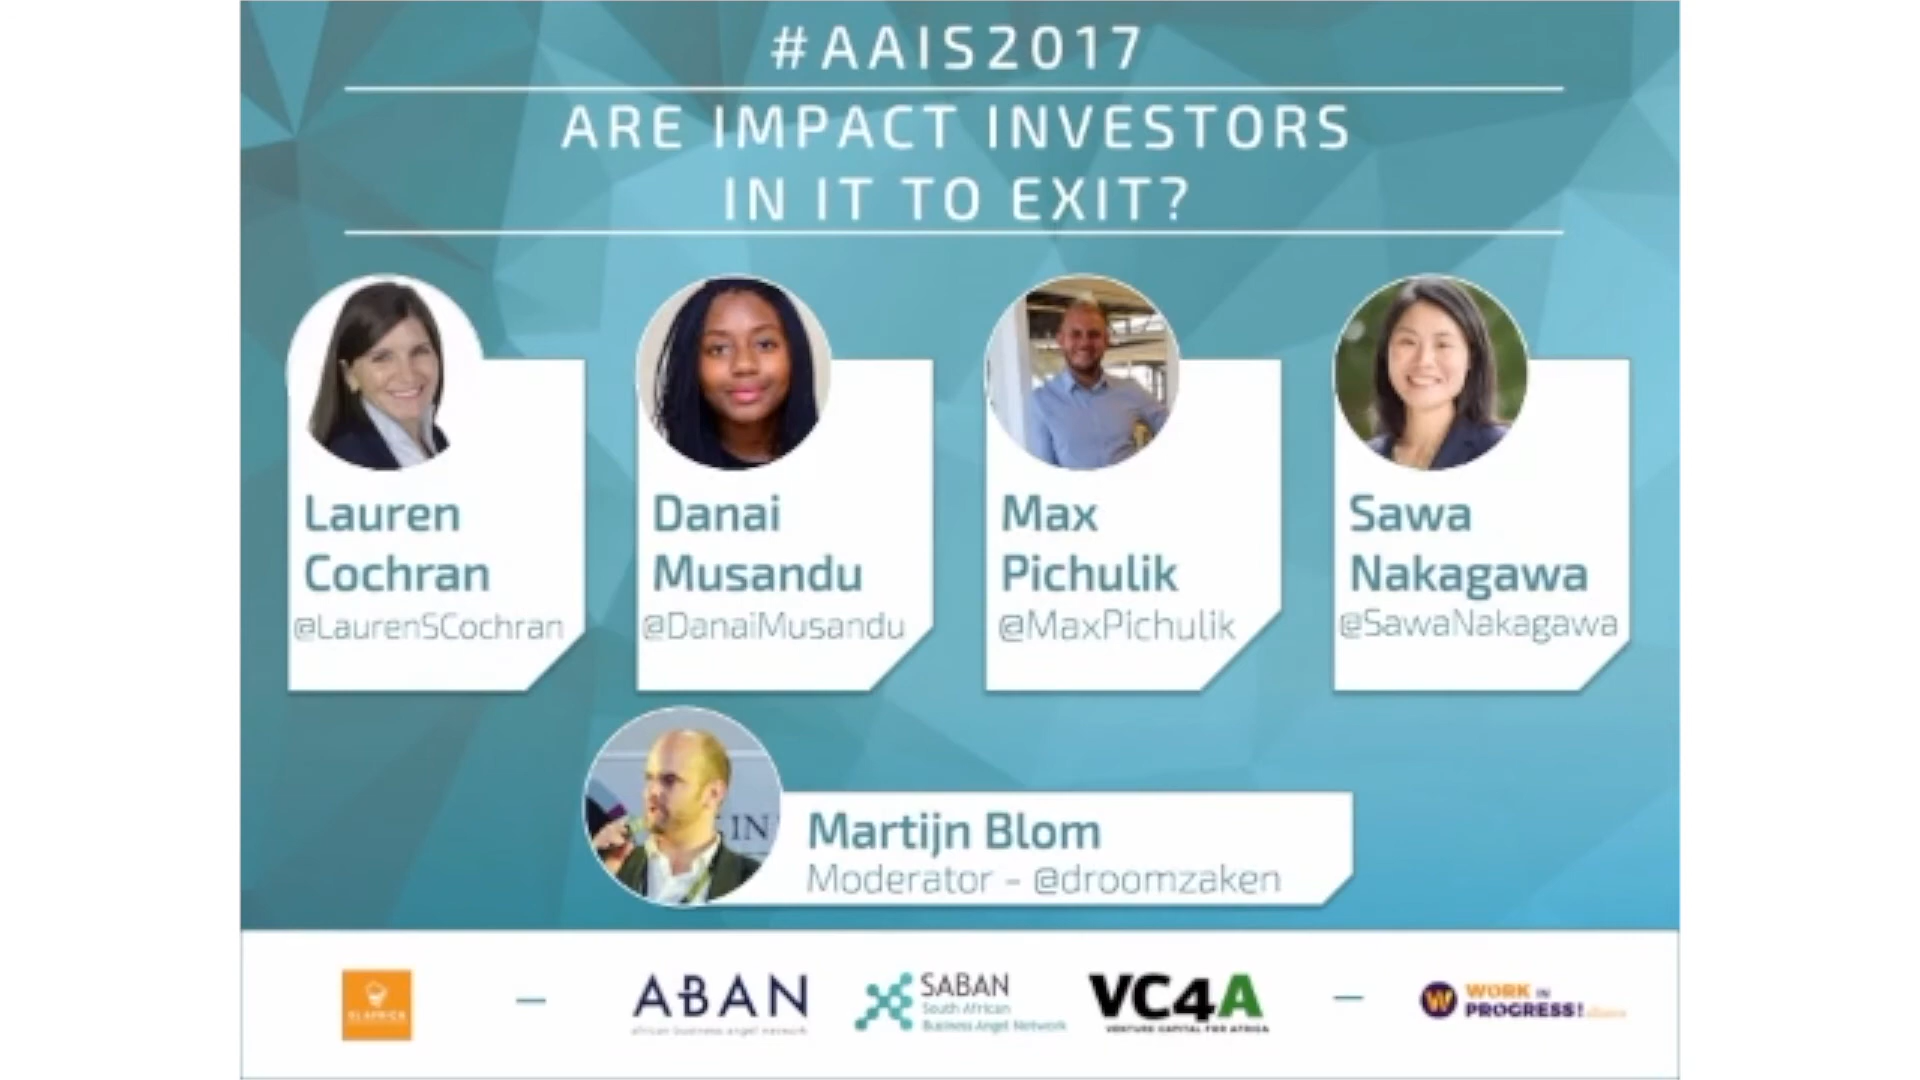 #AAIS2017
ARE IMPACT INVESTORS
IN IT TO EXIT?
Lauren
Cochran
@LaurenSCochran
Danai
Musandu
@DanaiMusandu
Max
Pichulik
@MaxPichulik
Sawa
Nakagawa
@SawaNakagawa
IN
Martijn Blom
Moderator - @droomzaken
ABAN
african business angel network
SABAN
South African
Business Angel Network
VC4A
VENTURE CAPITAL FOR AFRICA
W
WORK IN
PROGRESS!